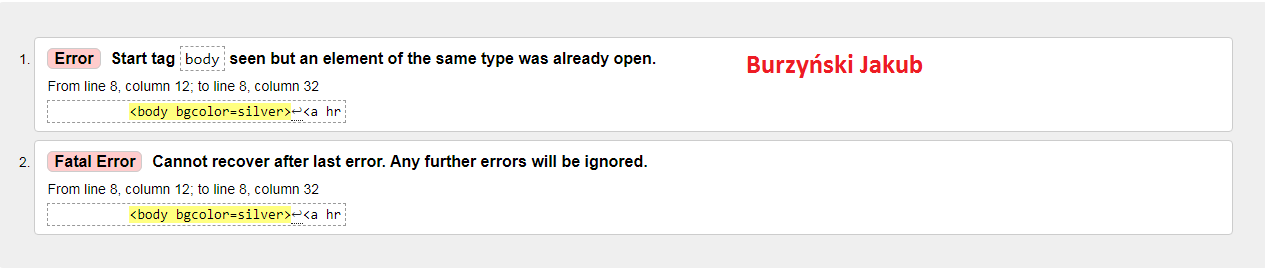 1. Error Start tag body seen but an element of the same type was already open.
Burzyński Jakub
From line 8, column 12; to line 8, column 32
<body bgcolor=silver>↩<a hr
2. Fatal Error Cannot recover after last error. Any further errors will be ignored.
From line 8, column 12; to line 8, column 32
<body bgcolor=silver>↩<a hr